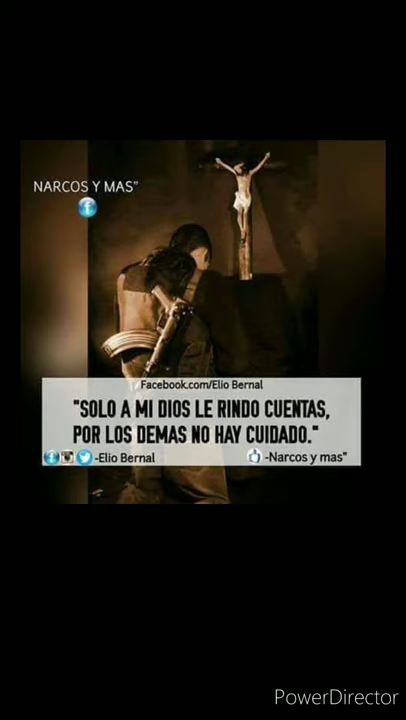 NARCOS Y MAS"
Facebook.com/Elio Bernal
"SOLO A MI DIOS LE RINDO CUENTAS,
POR LOS DEMAS NO HAY CUIDADO."
-Elio Bernal
-Narcos y mas"
PowerDirector